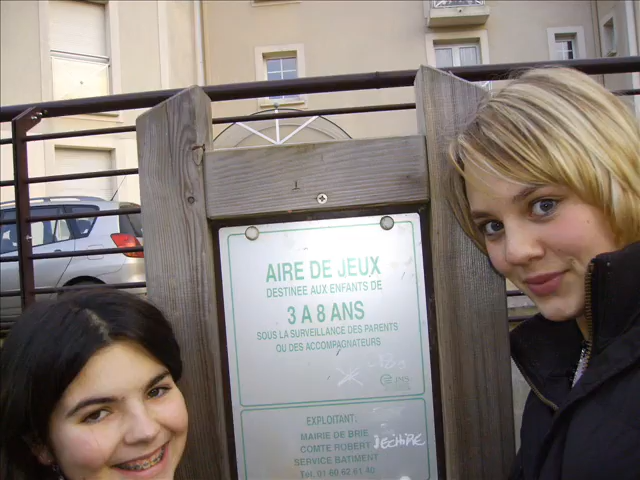 AIRE DE JEUX
DESTINEE AUX ENFANTS DE
3 A 8 ANS
SOUS LA SURVEILLANCE DES PARENTS
OU DES ACCOMPAGNATEURS
EXPLOITANT:
MAIRIE DE BRIE
COMTE ROBERT
SERVICE BATIMENT
Tél. 01 60 62 61 40